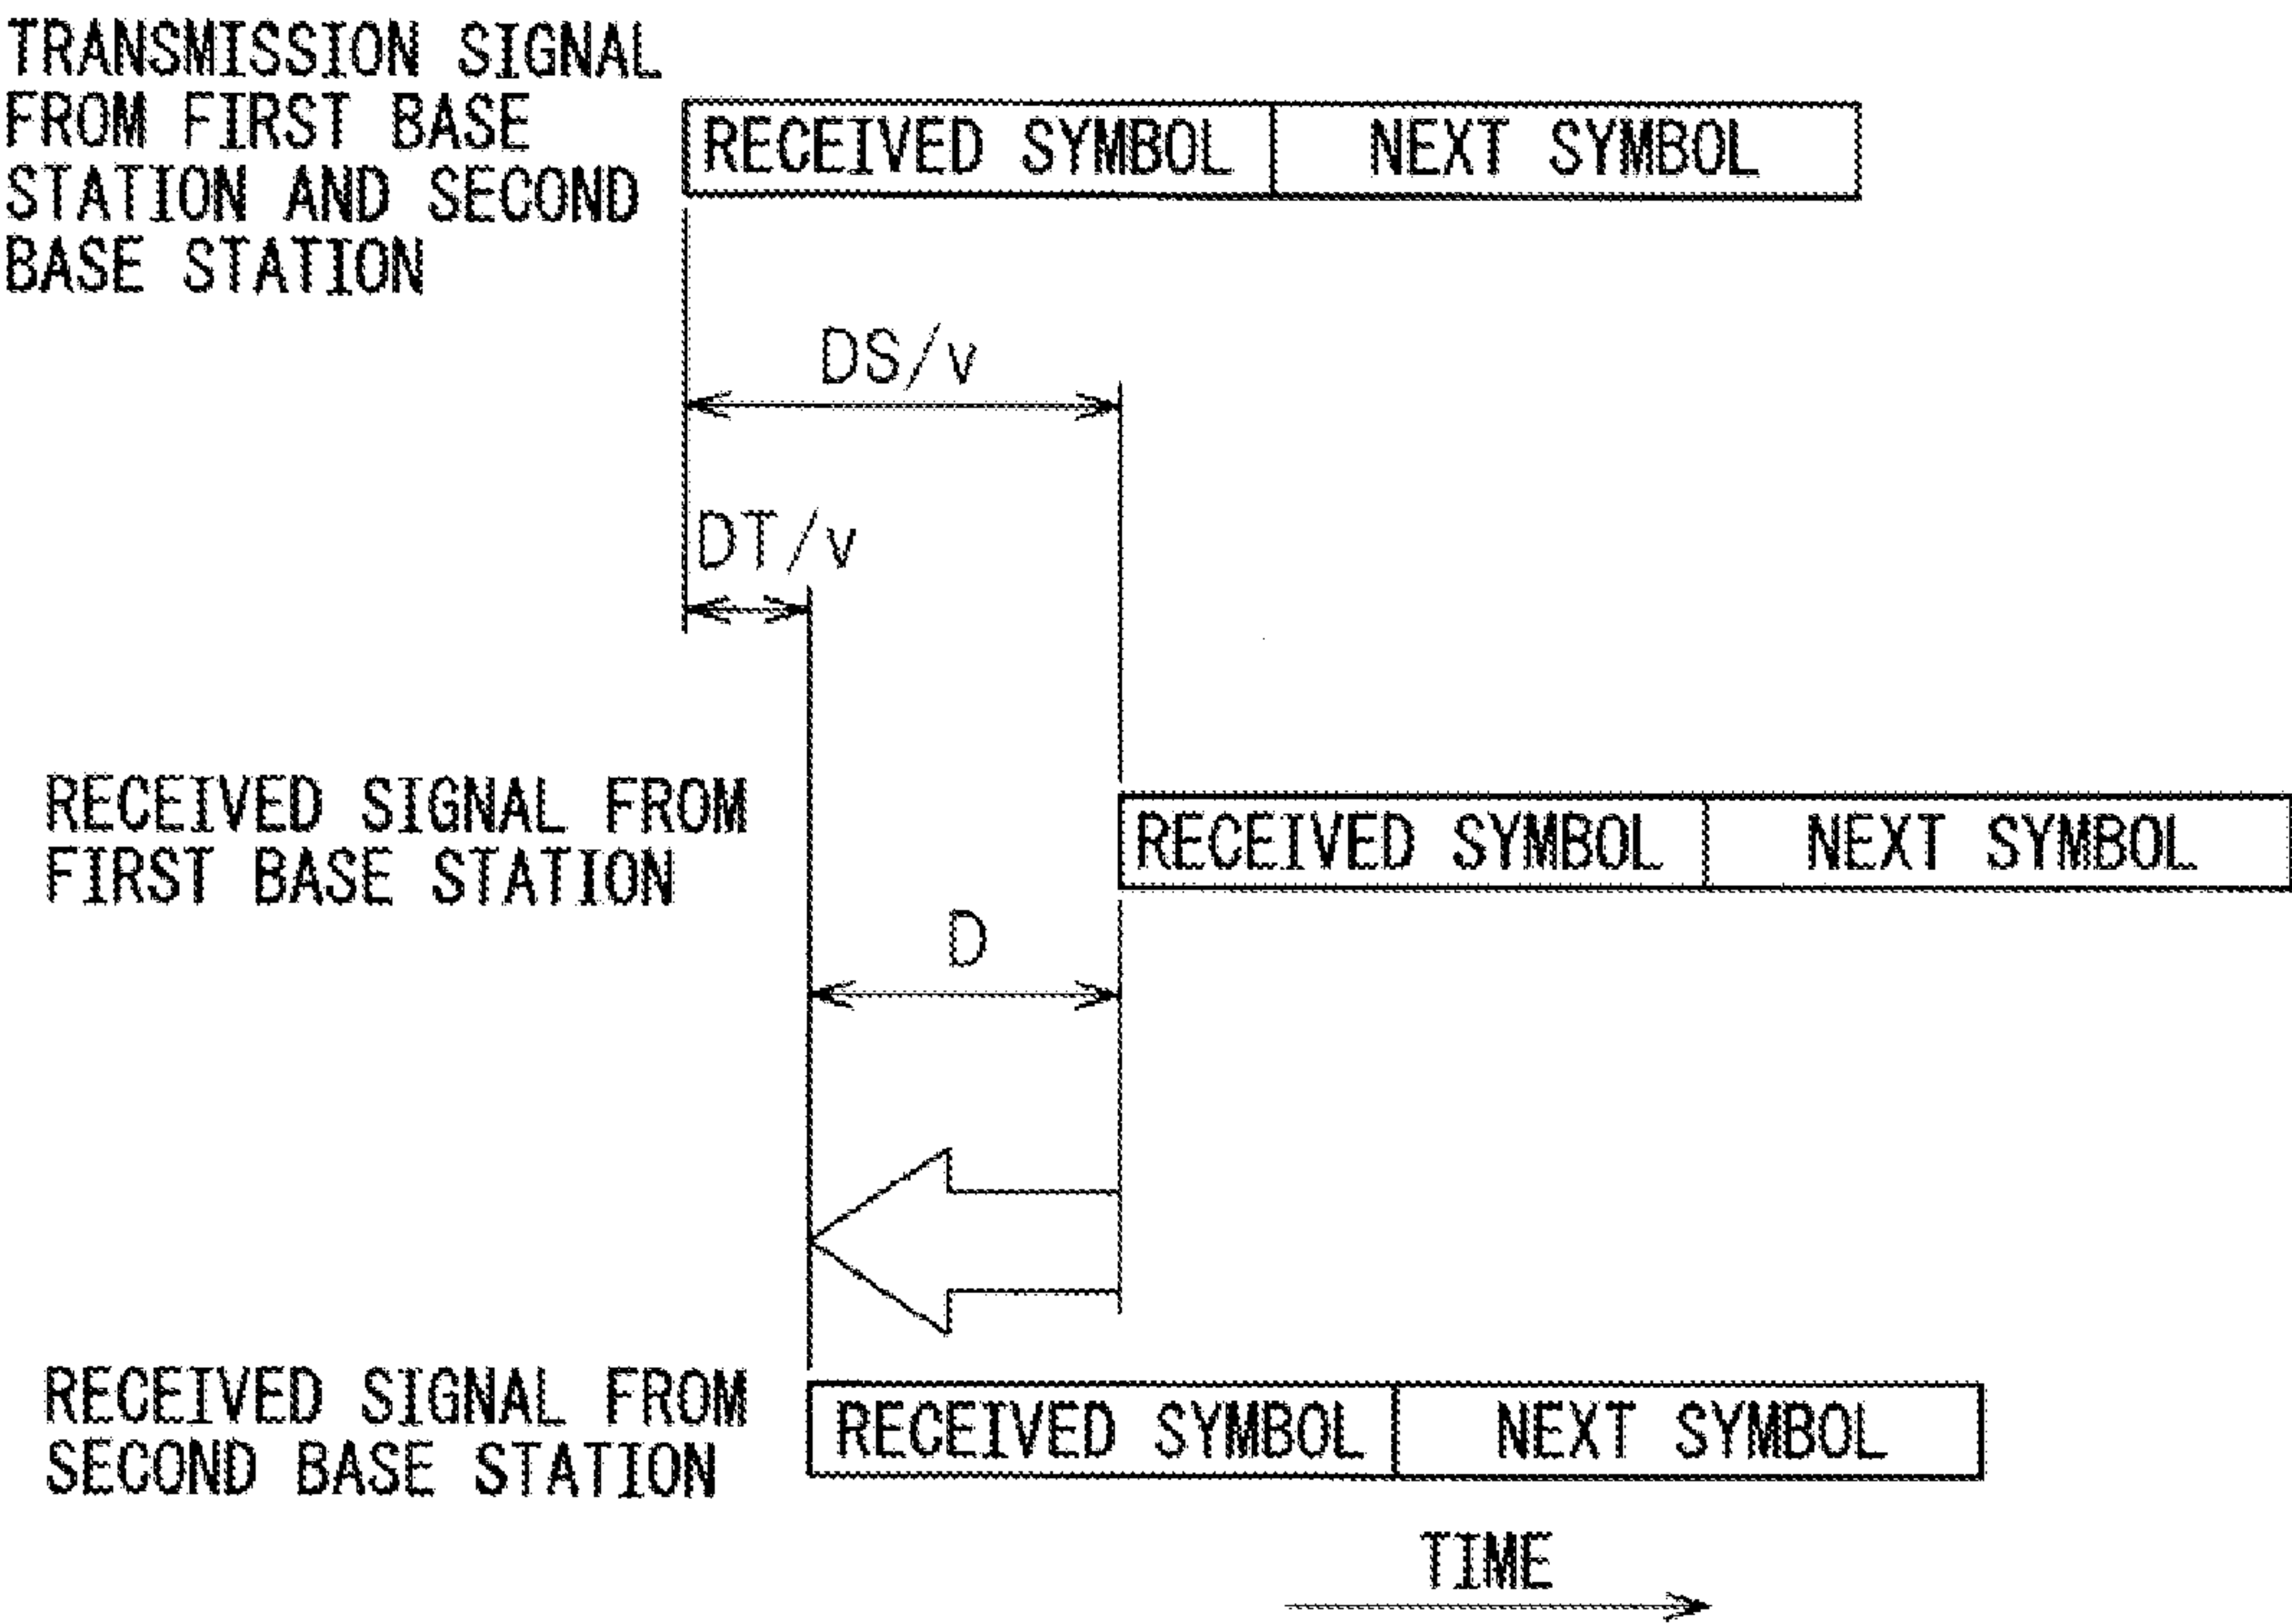 TRANSMISSION SIGNAL
FROM FIRST BASE
STATION AND SECOND
BASE STATION
RECEIVED SYMBOL
NEXT SYMBOL
DS/v
DT/v
RECEIVED SIGNAL FROM
FIRST BASE STATION
RECEIVED SYMBOL
NEXT SYMBOL
D
RECEIVED SIGNAL FROM
SECOND BASE STATION
RECEIVED SYMBOL
NEXT SYMBOL
TIME